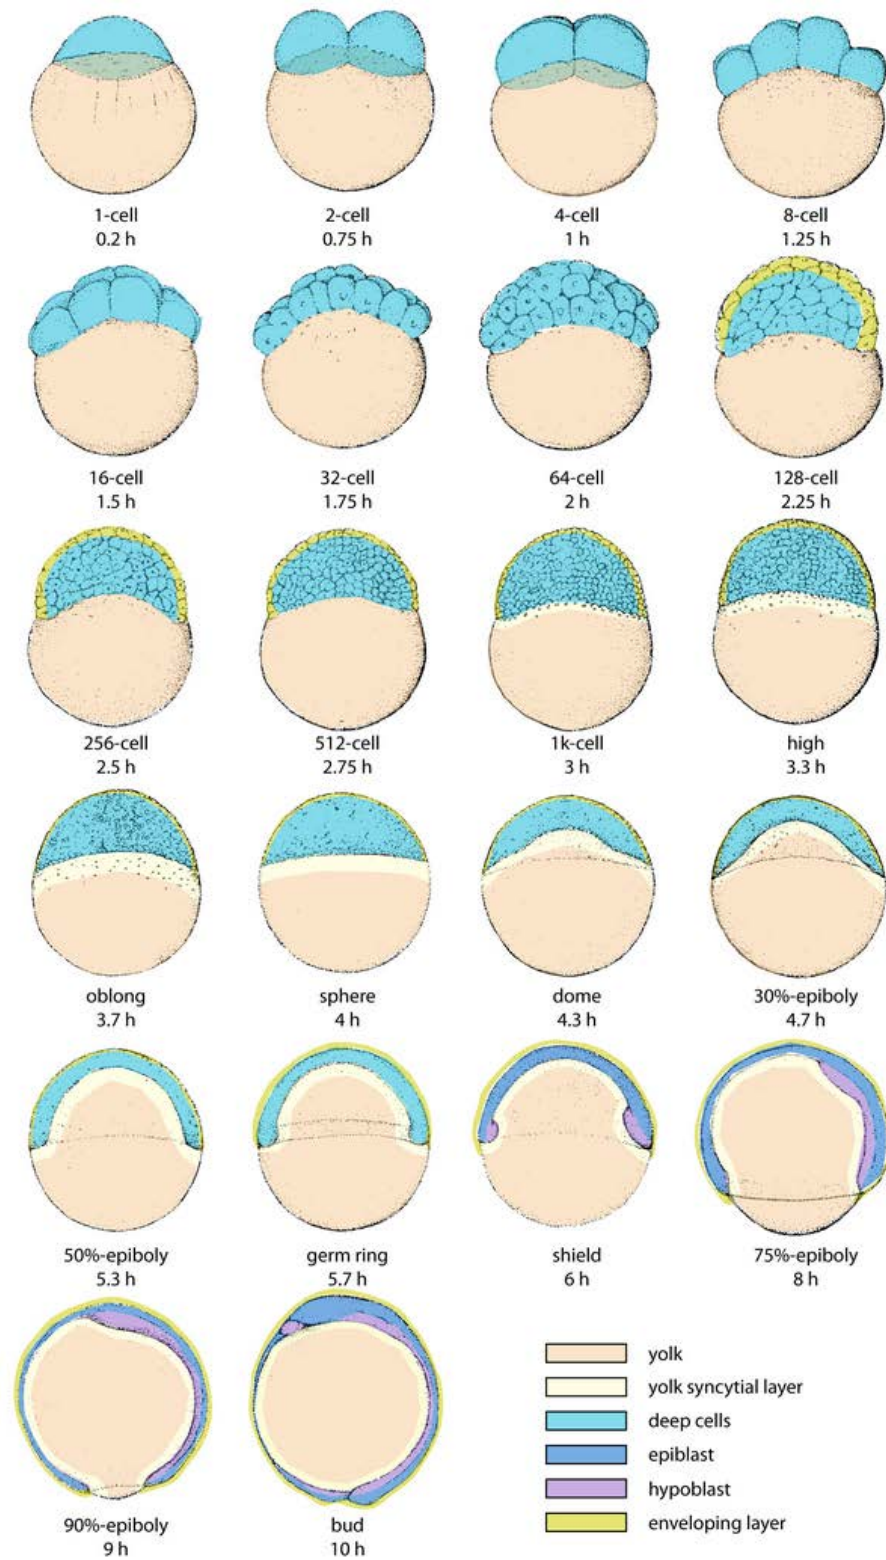 1-cell
0.2 h
2-cell
0.75 h
4-cell
1 h
8-cell
1.25 h
16-cell
1.5 h
32-cell
1.75 h
64-cell
2 h
128-cell
2.25 h
256-cell
2.5 h
512-cell
2.75 h
1k-cell
3 h
high
3.3 h
oblong
3.7 h
sphere
4 h
dome
4.3 h
30%-epiboly
4.7 h
50%-epiboly
5.3 h
germ ring
5.7 h
shield
6 h
75%-epiboly
8 h
90%-epiboly
9 h
bud
10 h
yolk
yolk syncytial layer
deep cells
epiblast
hypoblast
enveloping layer